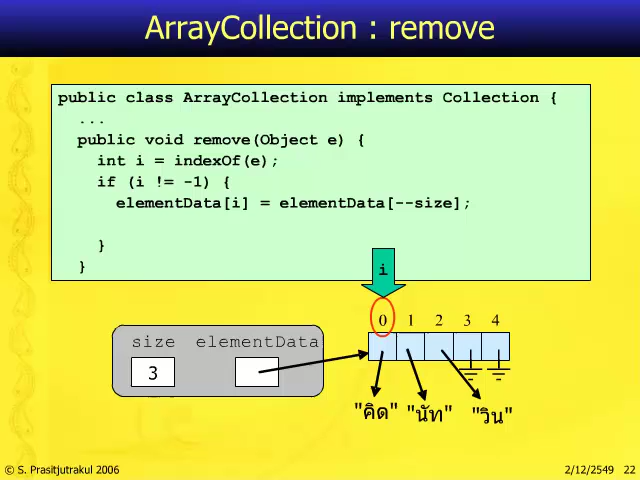 ArrayCollection : remove
public class ArrayCollection implements Collection {
...
public void remove(Object e) {
int i = indexOf(e);
if (i != -1) {
elementData[i] = elementData[--size];
}
}
i
0 1 2 3 4
size elementData
3
"คิด" "นัท" "วิน"
© S. Prasitjutrakul 2006 2/12/2549 22